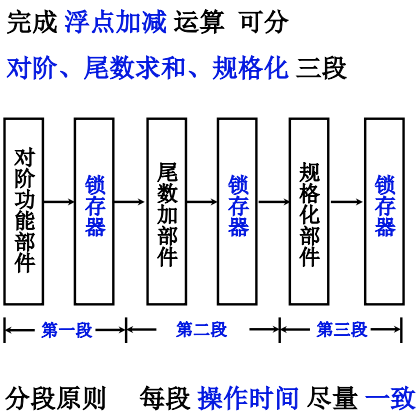 完成 浮点加减 运算 可分
对阶、尾数求和、规格化 三段
对阶功能部件
锁存器
尾数加部件
锁存器
规格化部件
锁存器
第一段
第二段
第三段
分段原则 每段 操作时间 尽量 一致